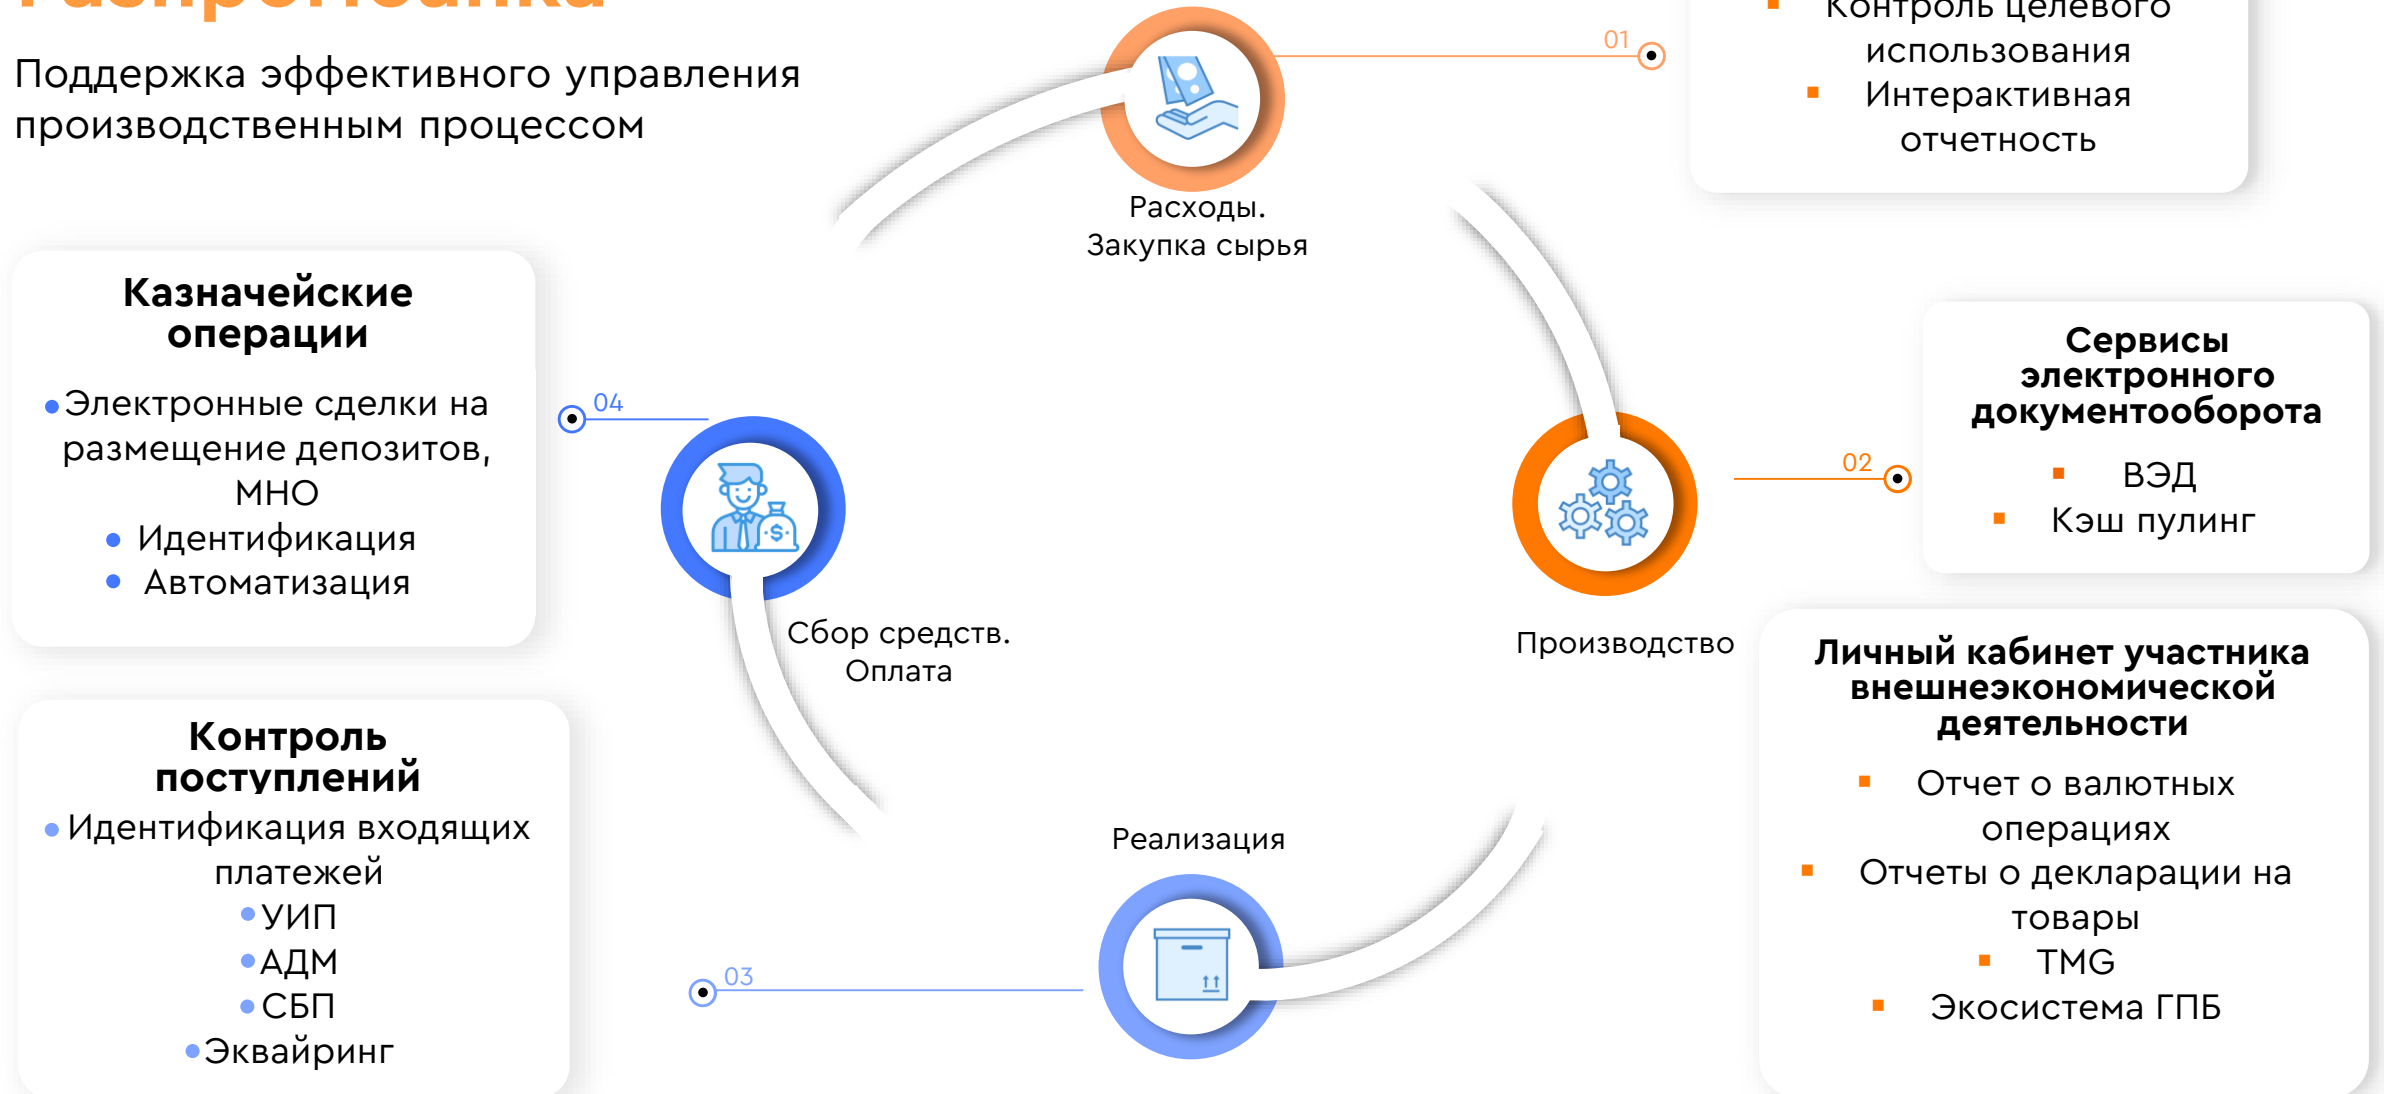 Газпромбанка
Поддержка эффективного управления
производственным процессом
01
Контроль целевого
использования
Интерактивная
отчетность
Расходы.
Закупка сырья
Казначейские
операции
Электронные сделки на
размещение депозитов,
МНО
Идентификация
Автоматизация
04
Сбор средств.
Оплата
02
Производство
Сервисы
электронного
документооборота
ВЭД
Кэш пулинг
Личный кабинет участника
внешнеэкономической
деятельности
Отчет о валютных
операциях
Отчеты о декларации на
товары
TMG
Экосистема ГПБ
Контроль
поступлений
Идентификация входящих
платежей
УИП
АДМ
СБП
Эквайринг
03
Реализация